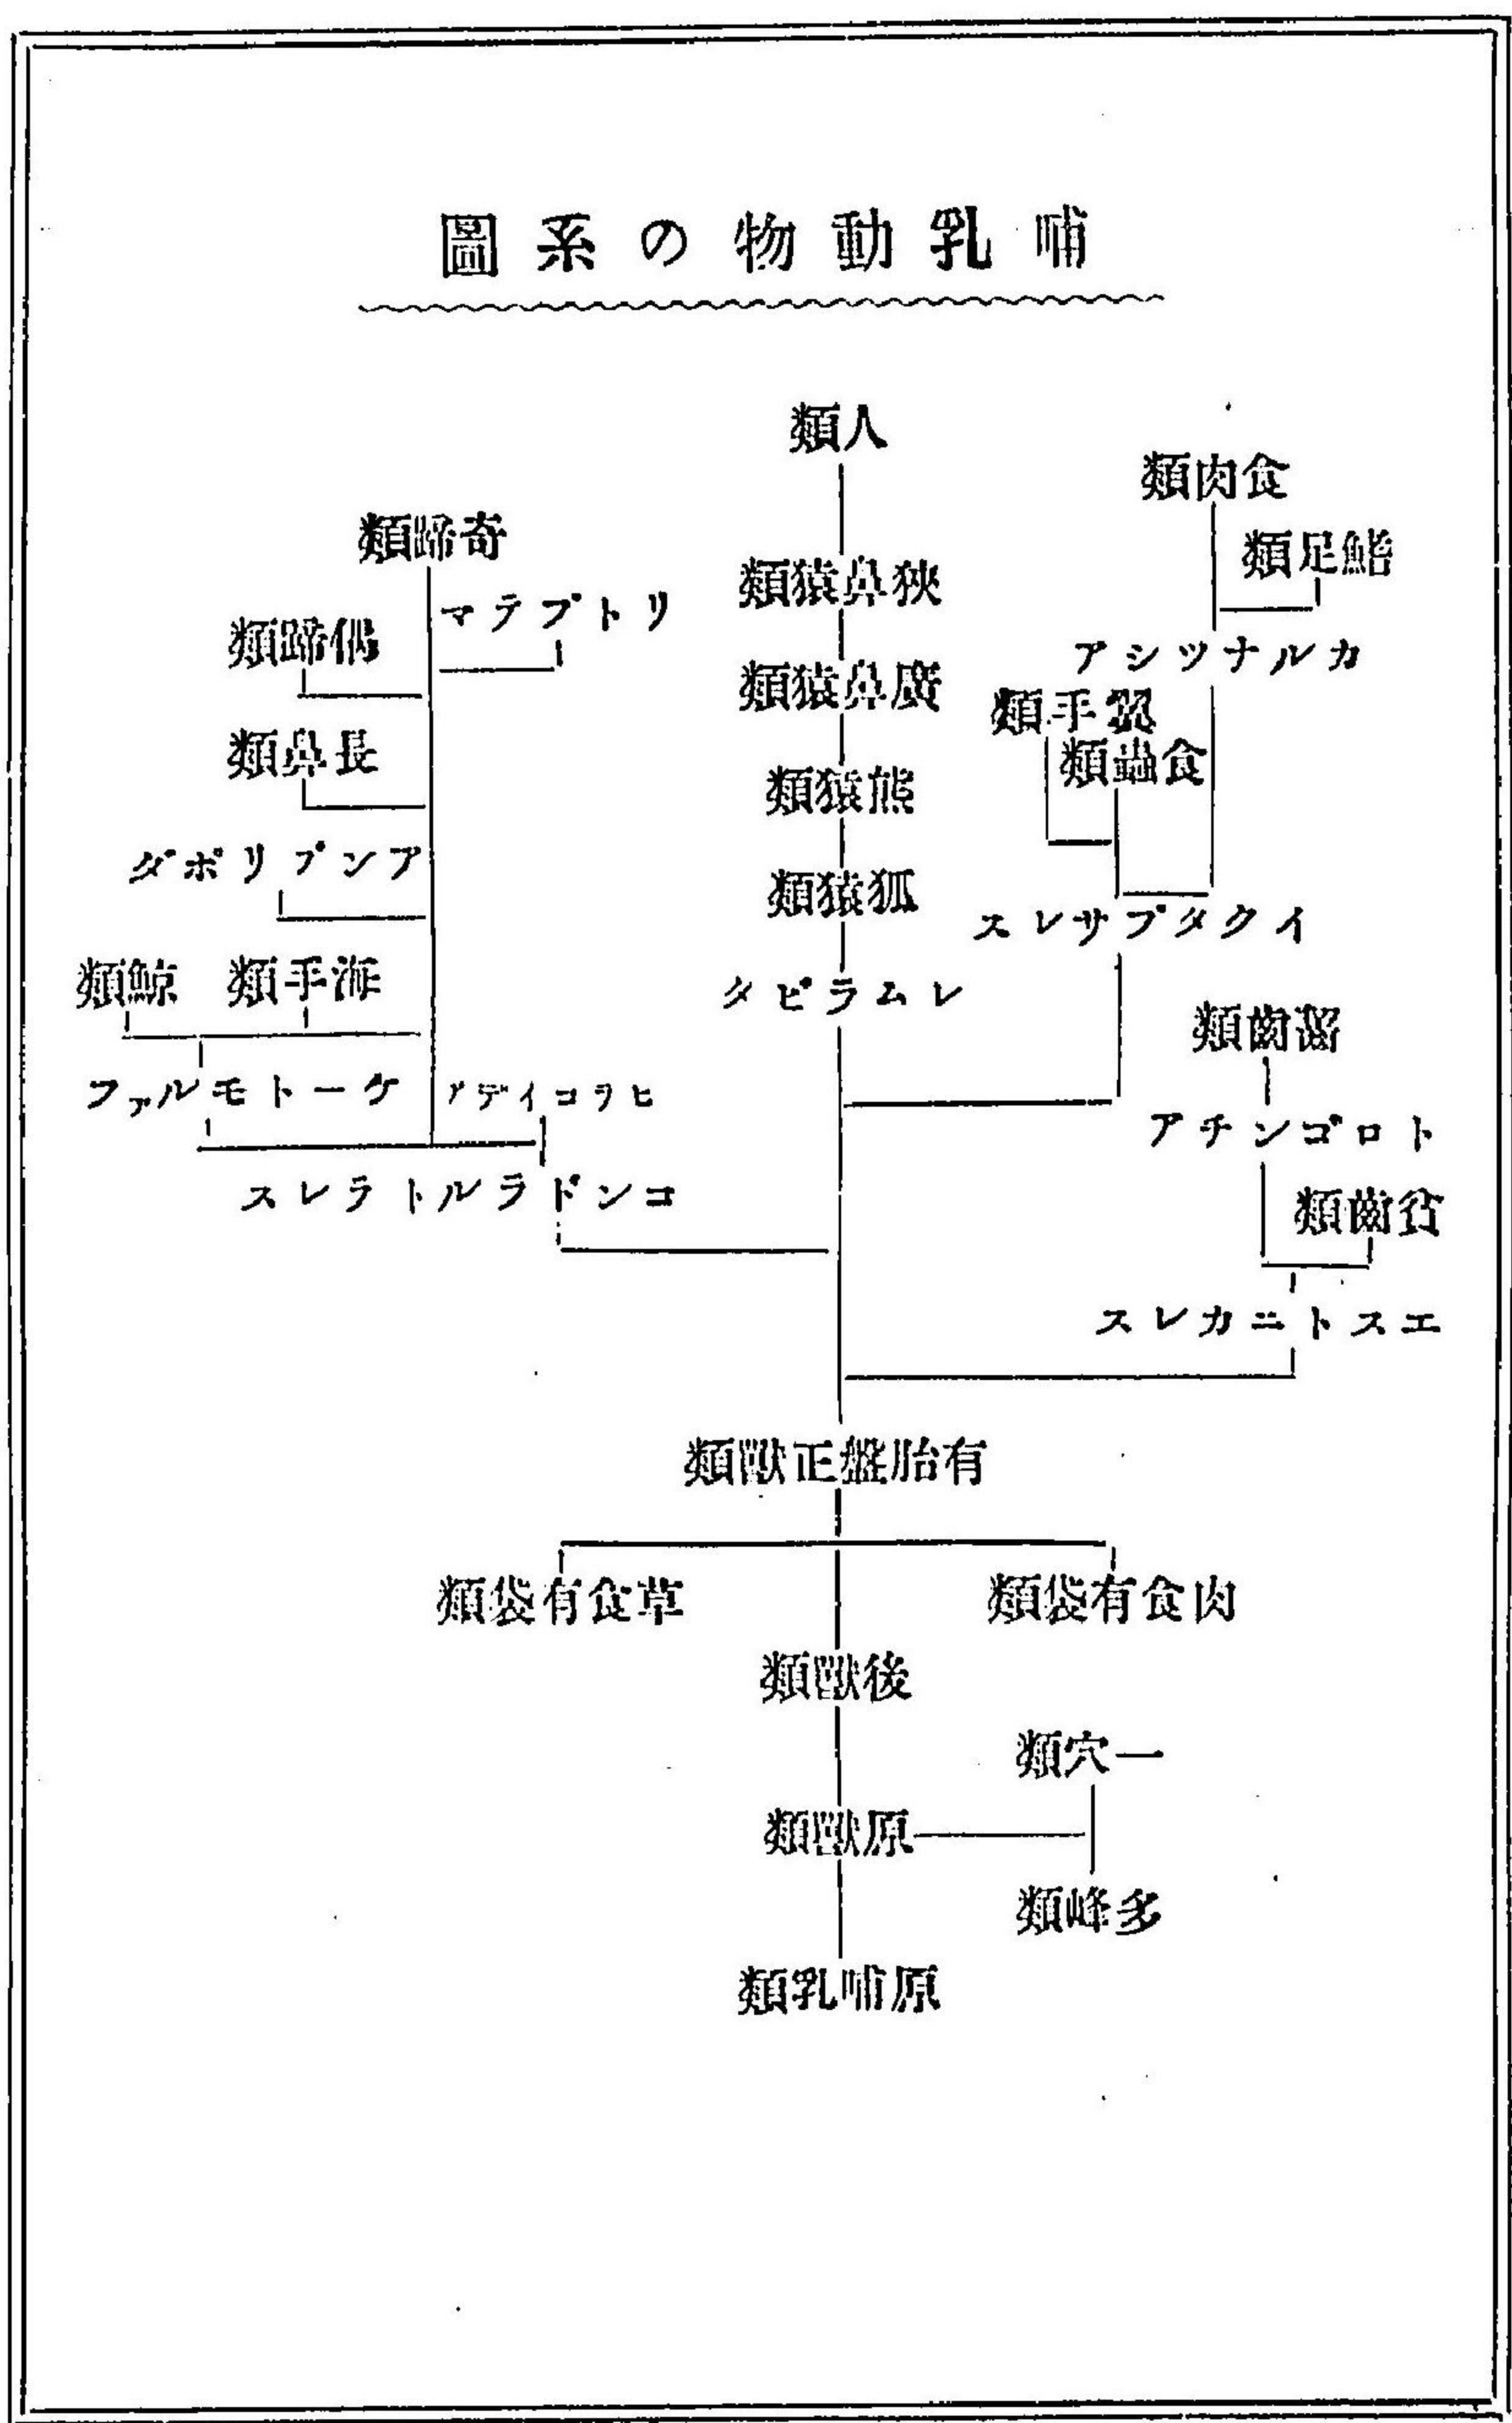 哺乳動物の系圖
人類
食肉類
奇蹄類
鰭足類
狹鼻猿類
リトプテマ
偶蹄類
カルナツシア
廣鼻猿類
翼手類
長鼻類
食蟲類
熊猿類
アンプリポダ
狐猿類
イクタプサレス
海手類
鯨類
レムラピタ
齧齒類
ヒラコイデア
ケートモルファ
トロゴンチア
コンドラルトラレス
貧齒類
エストニカレス
有胎盤正獸類
肉食有袋類
草食有袋類
後獸類
一穴類
原獸類
多峰類
原哺乳類